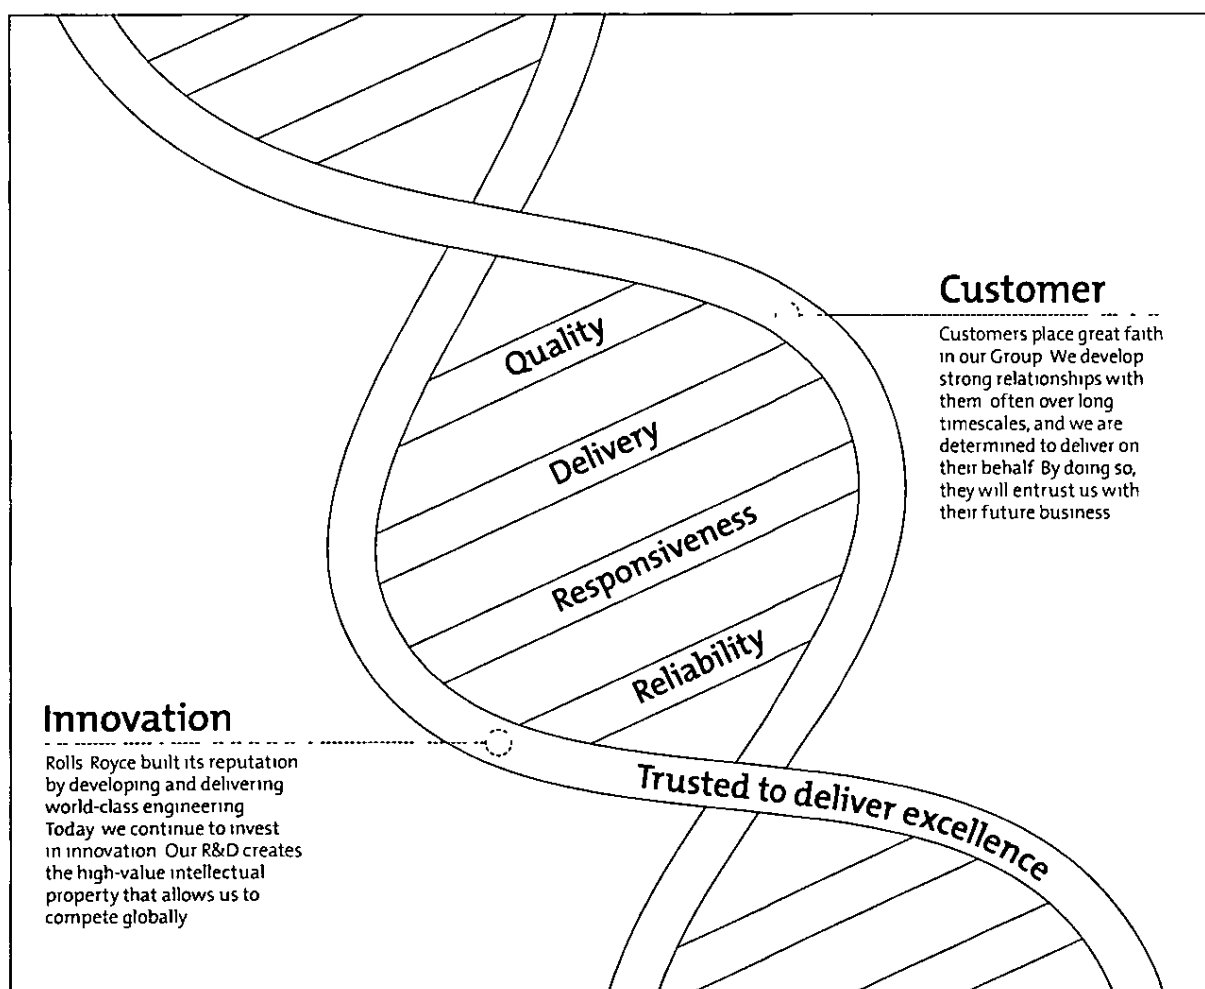 Customer
Customers place great faith
in our Group We develop
strong relationships with
them often over long
timescales, and we are
determined to deliver on
their behalf By doing so,
they will entrust us with
their future business
Quality
Delivery
Responsiveness
Reliability
Innovation
Rolls Royce built its reputation
by developing and delivering
world-class engineering
Today we continue to invest
in innovation Our R&D creates
the high-value intellectual
property that allows us to
compete globally
Trusted to deliver excellence